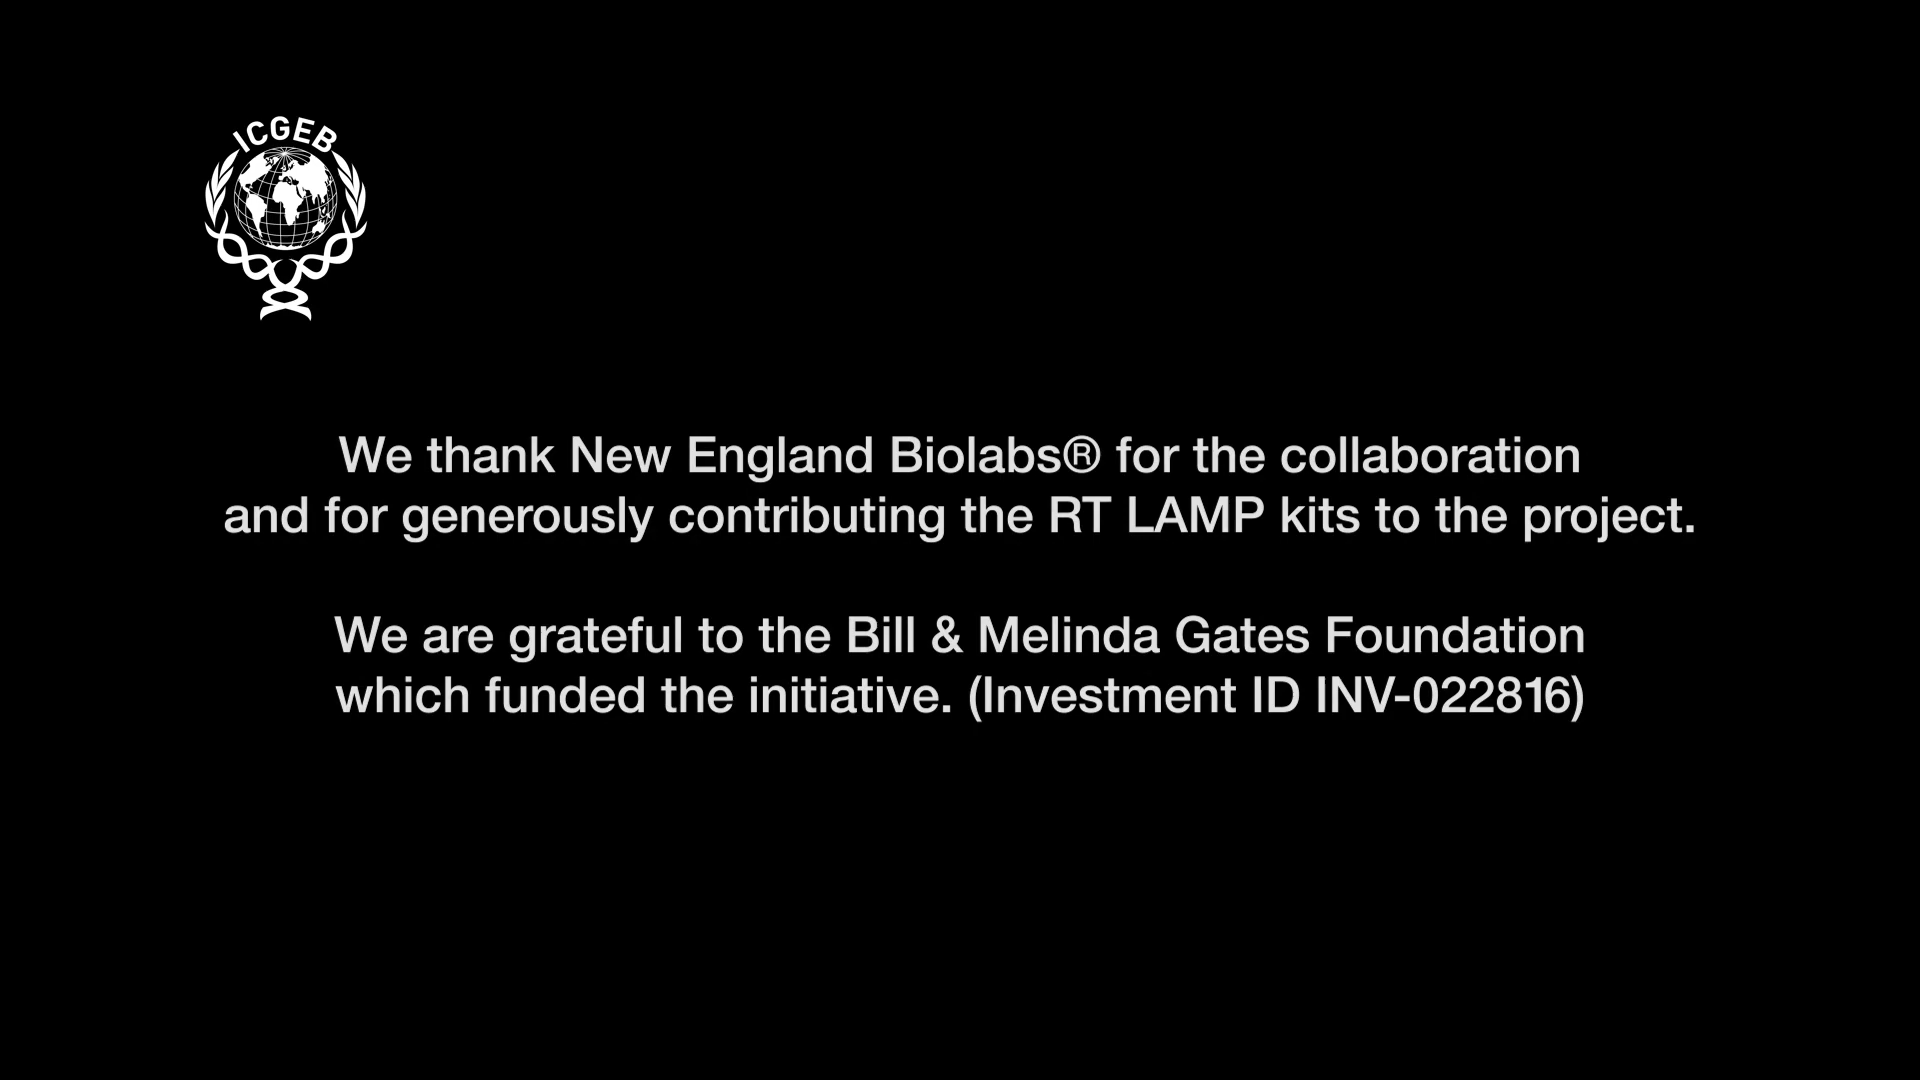 ICGEB
We thank New England Biolabs® for the collaboration
and for generously contributing the RT LAMP kits to the project.
We are grateful to the Bill & Melinda Gates Foundation
which funded the initiative. (Investment ID INV-022816)